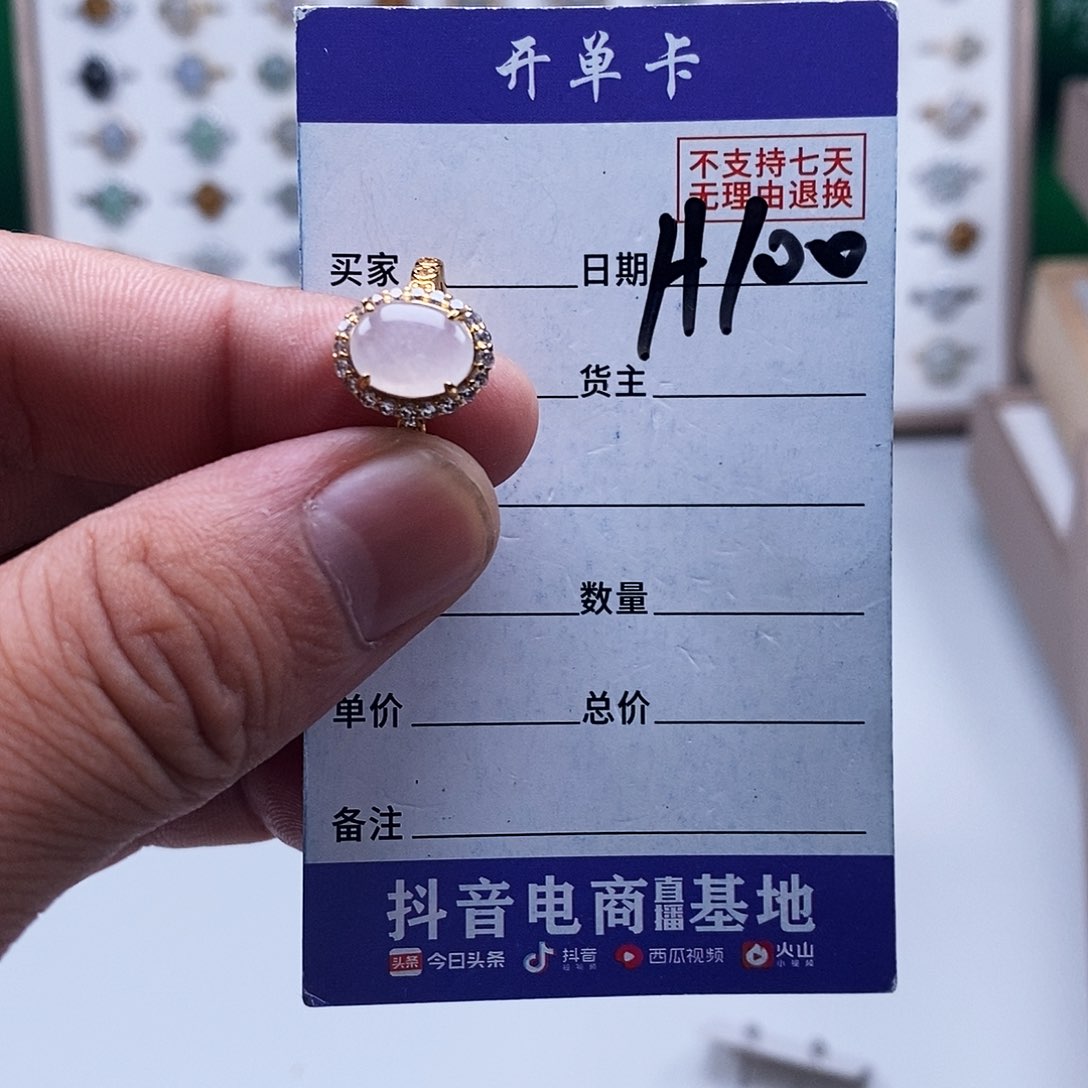 开单卡
不支持七天
无理由退换
买家 日期 H100
货主
数量
单价 总价
备注
抖音电商直播基地
头条 今日头条 抖音 西瓜视频 火山